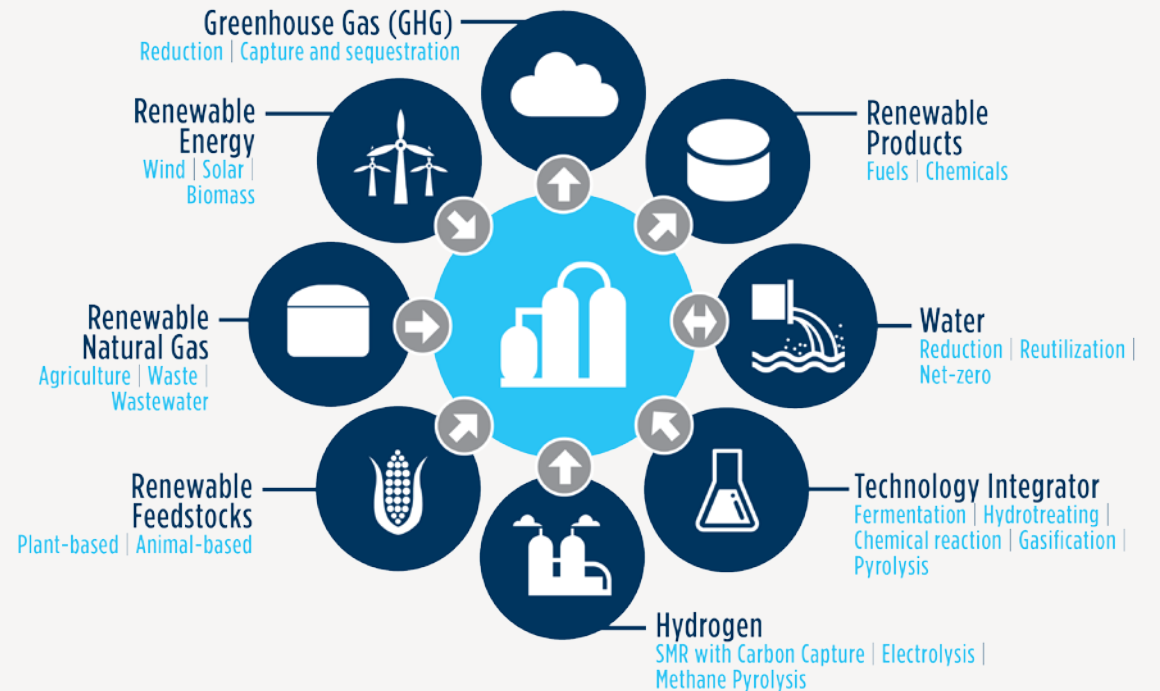 Greenhouse Gas (GHG)
Reduction | Capture and sequestration
Renewable
Energy
Wind | Solar |
Biomass
Renewable
Products
Fuels | Chemicals
Renewable
Natural Gas
Agriculture | Waste |
Wastewater
Water
Reduction | Reutilization |
Net-zero
Renewable
Feedstocks
Plant-based | Animal-based
Technology Integrator
Fermentation | Hydrotreating |
Chemical reaction | Gasification |
Pyrolysis
Hydrogen
SMR with Carbon Capture | Electrolysis |
Methane Pyrolysis